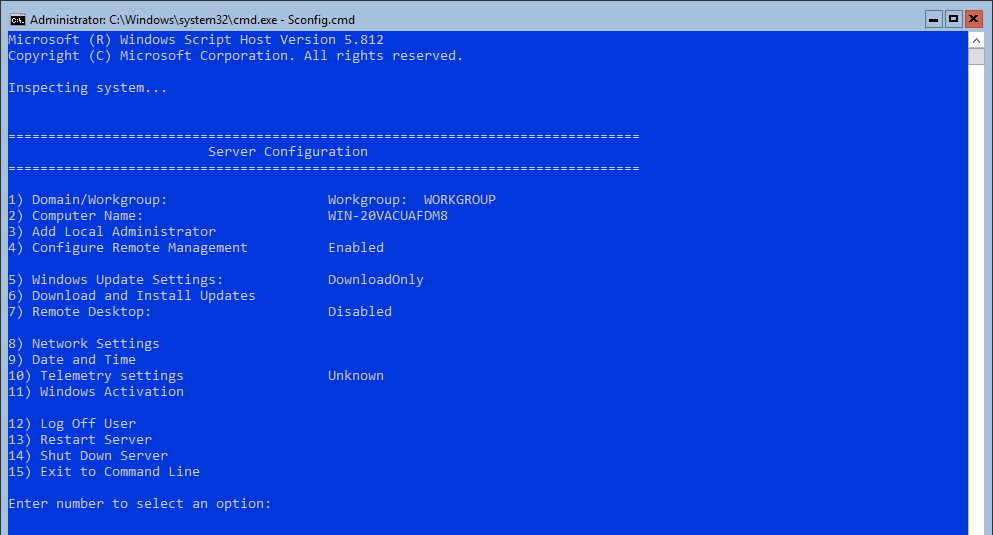 Administrator: C:\Windows\system32\cmd.exe - Sconfig.cmd
Microsoft (R) Windows Script Host Version 5.812
Copyright (C) Microsoft Corporation. All rights reserved.
Inspecting system...
===============================================================================
Server Configuration
===============================================================================
1) Domain/Workgroup: Workgroup: WORKGROUP
2) Computer Name: WIN-20VACUAFDM8
3) Add Local Administrator
4) Configure Remote Management Enabled
5) Windows Update Settings: DownloadOnly
6) Download and Install Updates
7) Remote Desktop: Disabled
8) Network Settings
9) Date and Time
10) Telemetry settings Unknown
11) Windows Activation
12) Log Off User
13) Restart Server
14) Shut Down Server
15) Exit to Command Line
Enter number to select an option: